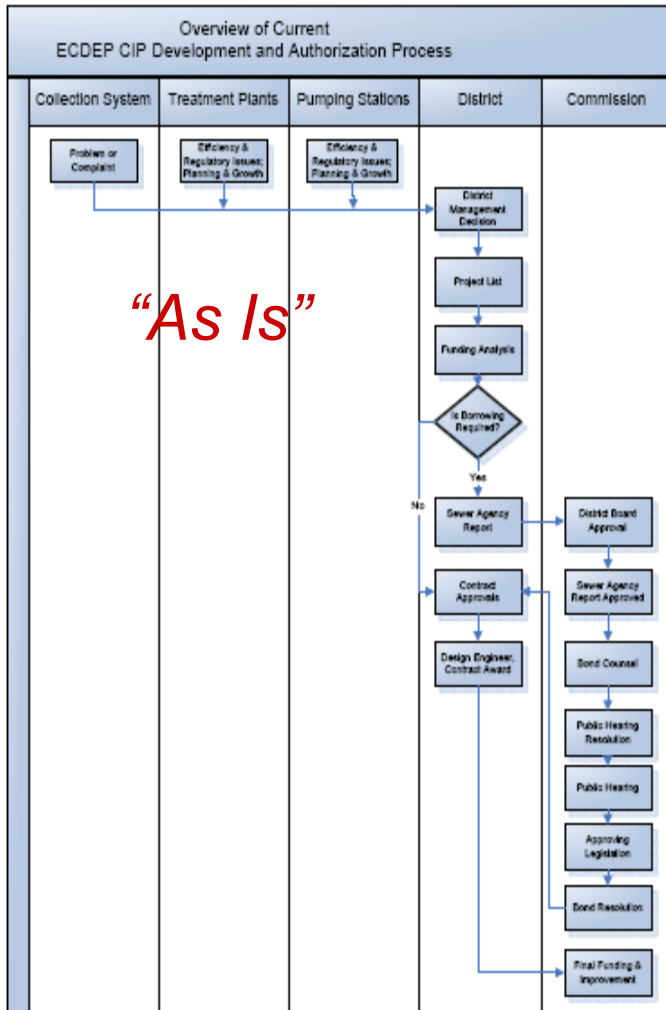 Overview of Current
ECDEP CIP Development and Authorization Process
Collection System
Treatment Plants
Pumping Stations
District
Commission
Problem or
Complaint
Efficiency &
Regulatory Issues;
Planning & Growth
Efficiency &
Regulatory Issues;
Planning & Growth
District
Management
Decision
Project List
“As Is”
Funding Analysis
Is Borrowing
Required?
Yes
No
Sewer Agency
Report
District Board
Approval
Contract
Approvals
Sewer Agency
Report Approved
Design Engineer,
Contract Award
Bond Counsel
Public Hearing
Resolution
Public Hearing
Approving
Legislation
Bond Resolution
Final Funding &
Improvement